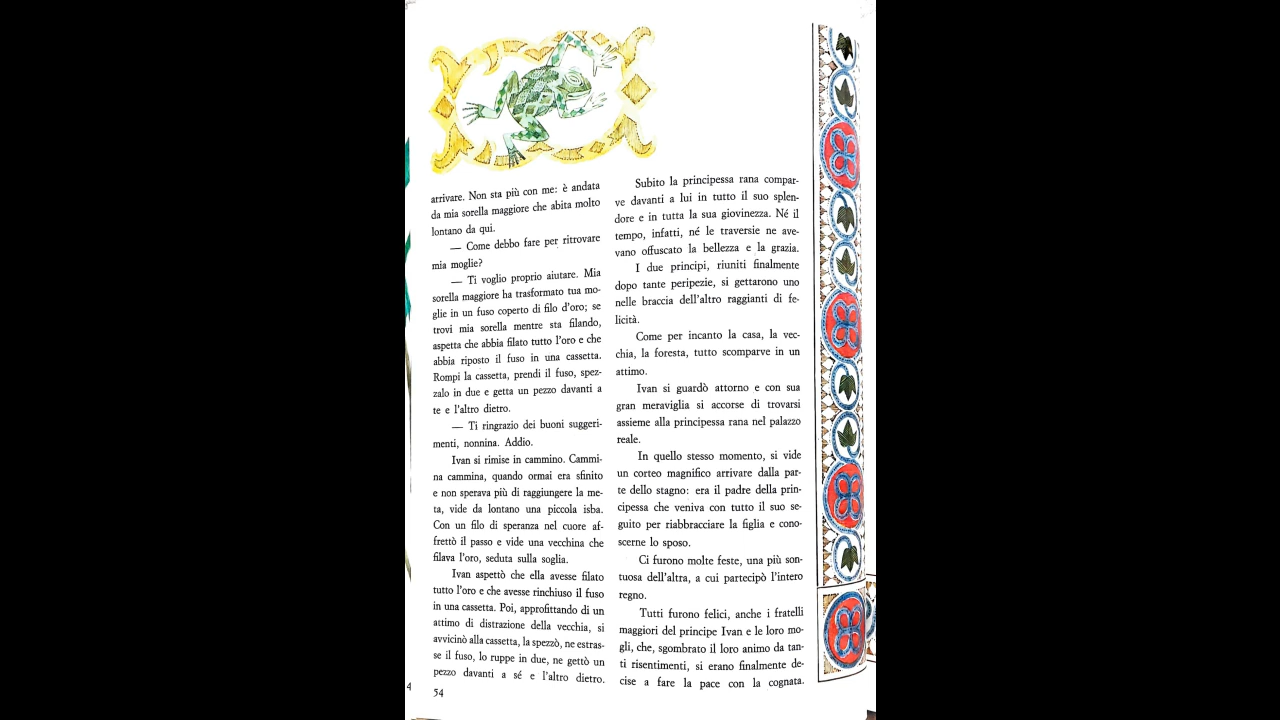 arrivare. Non sta più con me: è andata
da mia sorella maggiore che abita molto
lontano da qui.
— Come debbo fare per ritrovare
mia moglie?
— Ti voglio proprio aiutare. Mia
sorella maggiore ha trasformato tua mo-
glie in un fuso coperto di filo d'oro; se
trovi mia sorella mentre sta filando,
aspetta che abbia filato tutto l'oro e che
abbia riposto il fuso in una cassetta.
Rompi la cassetta, prendi il fuso, spez-
zalo in due e getta un pezzo davanti a
te e l'altro dietro.
— Ti ringrazio dei buoni suggeri-
menti, nonnina. Addio.
Ivan si rimise in cammino. Cammi-
na cammina, quando ormai era sfinito
e non sperava più di raggiungere la me-
ta, vide da lontano una piccola isba.
Con un filo di speranza nel cuore af-
frettò il passo e vide una vecchina che
filava l'oro, seduta sulla soglia.
Ivan aspettò che ella avesse filato
tutto l'oro e che avesse rinchiuso il fuso
in una cassetta. Poi, approfittando di un
attimo di distrazione della vecchia, si
avvicinò alla cassetta, la spezzò, ne estras-
se il fuso, lo ruppe in due, ne gettò un
pezzo davanti a sé e l'altro dietro.
Subito la principessa rana compar-
ve davanti a lui in tutto il suo splen-
dore e in tutta la sua giovinezza. Né il
tempo, infatti, né le traversie ne ave-
vano offuscato la bellezza e la grazia.
I due principi, riuniti finalmente
dopo tante peripezie, si gettarono uno
nelle braccia dell'altro raggianti di fe-
licità.
Come per incanto la casa, la vec-
chia, la foresta, tutto scomparve in un
attimo.
Ivan si guardò attorno e con sua
gran meraviglia si accorse di trovarsi
assieme alla principessa rana nel palazzo
reale.
In quello stesso momento, si vide
un corteo magnifico arrivare dalla par-
te dello stagno: era il padre della prin-
cipessa che veniva con tutto il suo se-
guito per riabbracciare la figlia e cono-
scerne lo sposo.
Ci furono molte feste, una più son-
tuosa dell'altra, a cui partecipò l'intero
regno.
Tutti furono felici, anche i fratelli
maggiori del principe Ivan e le loro mo-
gli, che, sgombrato il loro animo da tan-
ti risentimenti, si erano finalmente de-
cise a fare la pace con la cognata.
4
54